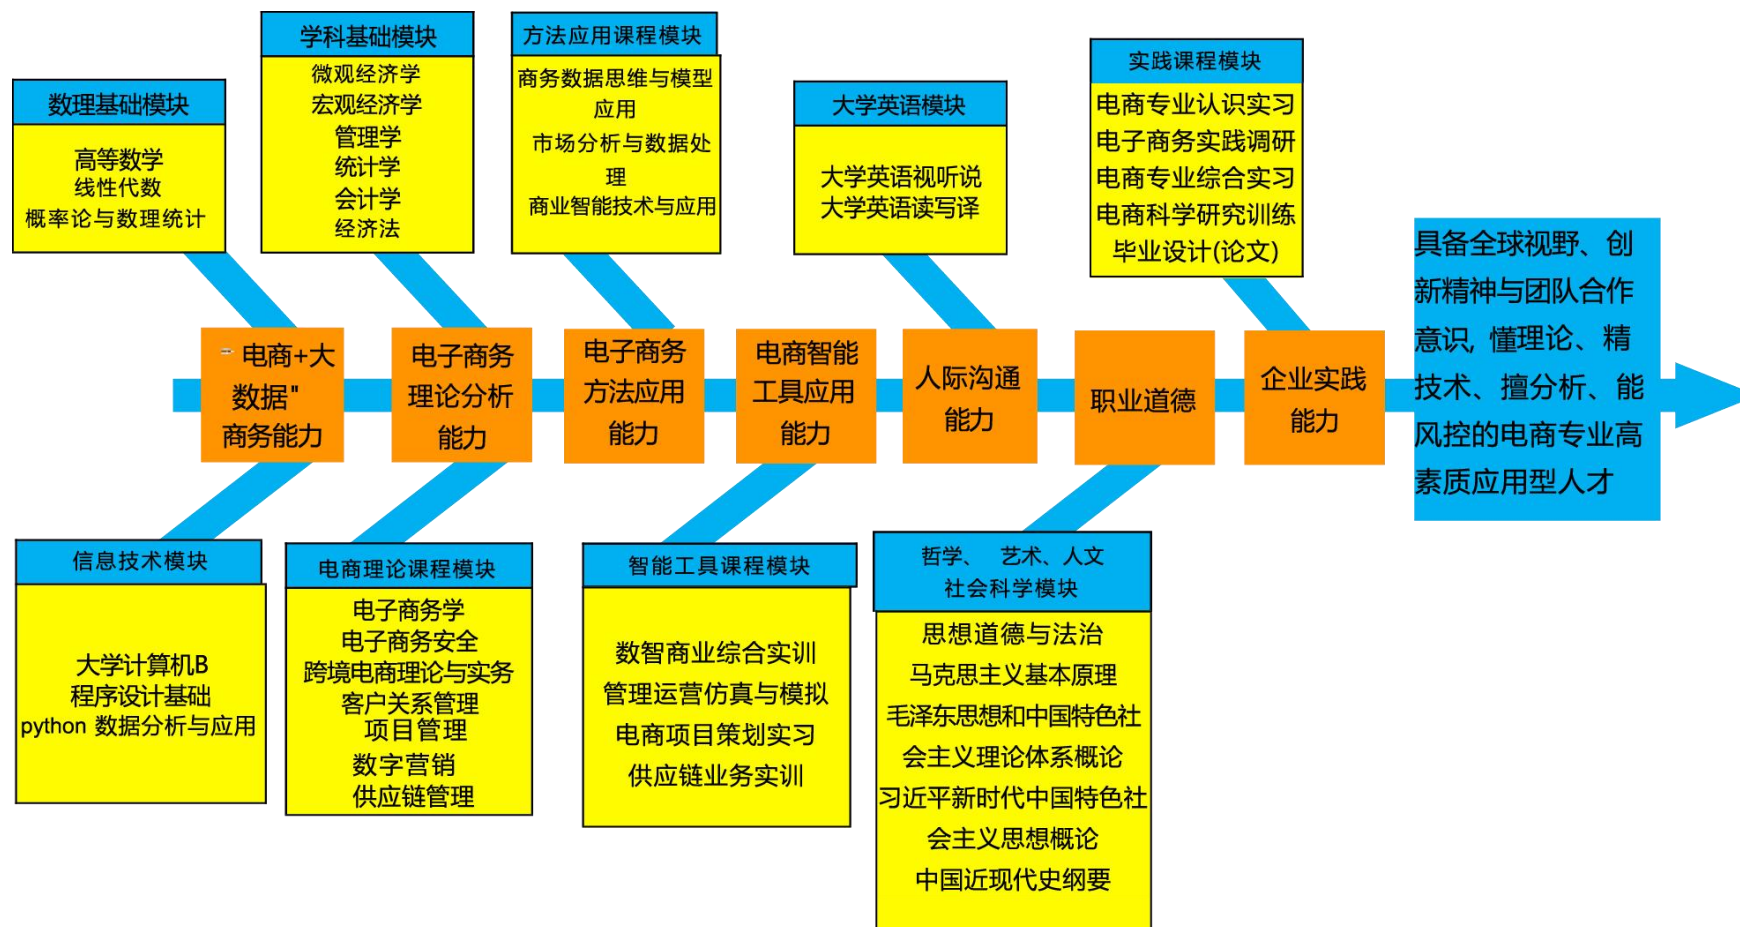 数理基础模块
高等数学
线性代数
概率论与数理统计
学科基础模块
微观经济学
宏观经济学
管理学
统计学
会计学
经济法
方法应用课程模块
商务数据思维与模型
应用
市场分析与数据处
理
商业智能技术与应用
大学英语模块
大学英语视听说
大学英语读写译
实践课程模块
电商专业认识实习
电子商务实践调研
电商专业综合实习
电商科学研究训练
毕业设计(论文)
电商+大
数据"
商务能力
电子商务
理论分析
能力
电子商务
方法应用
能力
电商智能
工具应用
能力
人际沟通
能力
职业道德
企业实践
能力
具备全球视野、创
新精神与团队合作
意识, 懂理论、精
技术、擅分析、能
风控的电商专业高
素质应用型人才
信息技术模块
大学计算机B
程序设计基础
python 数据分析与应用
电商理论课程模块
电子商务学
电子商务安全
跨境电商理论与实务
客户关系管理
项目管理
数字营销
供应链管理
智能工具课程模块
数智商业综合实训
管理运营仿真与模拟
电商项目策划实习
供应链业务实训
哲学、 艺术、人文
社会科学模块
思想道德与法治
马克思主义基本原理
毛泽东思想和中国特色社
会主义理论体系概论
习近平新时代中国特色社
会主义思想概论
中国近现代史纲要